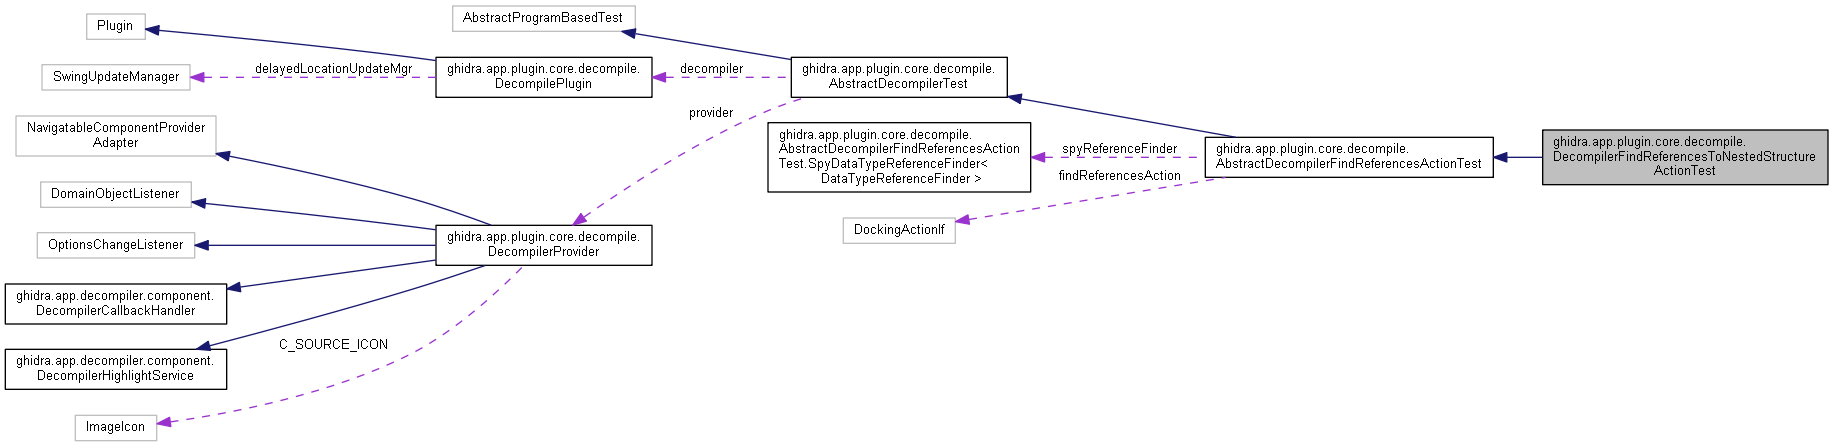 Plugin
AbstractProgramBasedTest
SwingUpdateManager
delayedLocationUpdateMgr
ghidra.app.plugin.core.decompile.
DecompilePlugin
decompiler
ghidra.app.plugin.core.decompile.
AbstractDecompilerTest
provider
NavigatableComponentProvider
Adapter
ghidra.app.plugin.core.decompile.
AbstractDecompilerFindReferencesAction
Test.SpyDataTypeReferenceFinder<
DataTypeReferenceFinder >
spyReferenceFinder
findReferencesAction
ghidra.app.plugin.core.decompile.
AbstractDecompilerFindReferencesActionTest
ghidra.app.plugin.core.decompile.
DecompilerFindReferencesToNestedStructure
ActionTest
DomainObjectListener
DockingActionIf
OptionsChangeListener
ghidra.app.plugin.core.decompile.
DecompilerProvider
ghidra.app.decompiler.component.
DecompilerCallbackHandler
C_SOURCE_ICON
ghidra.app.decompiler.component.
DecompilerHighlightService
ImageIcon